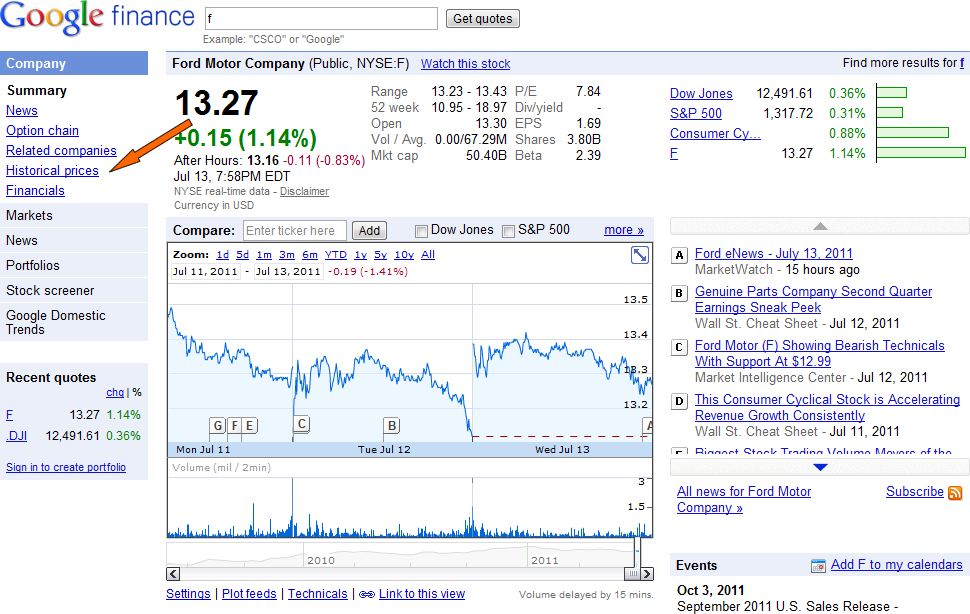 Google finance
f
Get quotes
Example: "CSCO" or "Google"
Company
Summary
News
Option chain
Related companies
Historical prices
Financials
Markets
News
Portfolios
Stock screener
Google Domestic
Trends
Recent quotes
chg | %
F 13.27 1.14%
.DJI 12,491.61 0.36%
Sign in to create portfolio
Ford Motor Company (Public, NYSE:F) Watch this stock
Find more results for f
13.27
+0.15 (1.14%)
After Hours: 13.16 -0.11 (-0.83%)
Jul 13, 7:58PM EDT
NYSE real-time data - Disclaimer
Currency in USD
Range 13.23 - 13.43
52 week 10.95 - 18.97
Open 13.30
Vol / Avg. 0.00/67.29M
Mkt cap 50.40B
P/E 7.84
Div/yield -
EPS 1.69
Shares 3.80B
Beta 2.39
Dow Jones 12,491.61 0.36%
S&P 500 1,317.72 0.31%
Consumer Cy... 0.88%
F 13.27 1.14%
Compare: Enter ticker here Add Dow Jones S&P 500 more »
Zoom: 1d 5d 1m 3m 6m YTD 1y 5y 10y All
Jul 11, 2011 - Jul 13, 2011 -0.19 (-1.41%)
13.5
13.4
13.3
13.2
G F E C B A
Mon Jul 11 Tue Jul 12 Wed Jul 13
Volume (mil / 2min)
3
1.5
2010 2011
Settings | Plot feeds | Technicals | Link to this view
Volume delayed by 15 mins.
A Ford eNews - July 13, 2011
MarketWatch - 15 hours ago
B Genuine Parts Company Second Quarter
Earnings Sneak Peek
Wall St. Cheat Sheet - Jul 12, 2011
C Ford Motor (F) Showing Bearish Technicals
With Support At $12.99
Market Intelligence Center - Jul 12, 2011
D This Consumer Cyclical Stock is Accelerating
Revenue Growth Consistently
Wall St. Cheat Sheet - Jul 11, 2011
Biggest Stock Trading Volume Movers of the
All news for Ford Motor
Company »
Subscribe
Events
Add F to my calendars
Oct 3, 2011
September 2011 U.S. Sales Release -